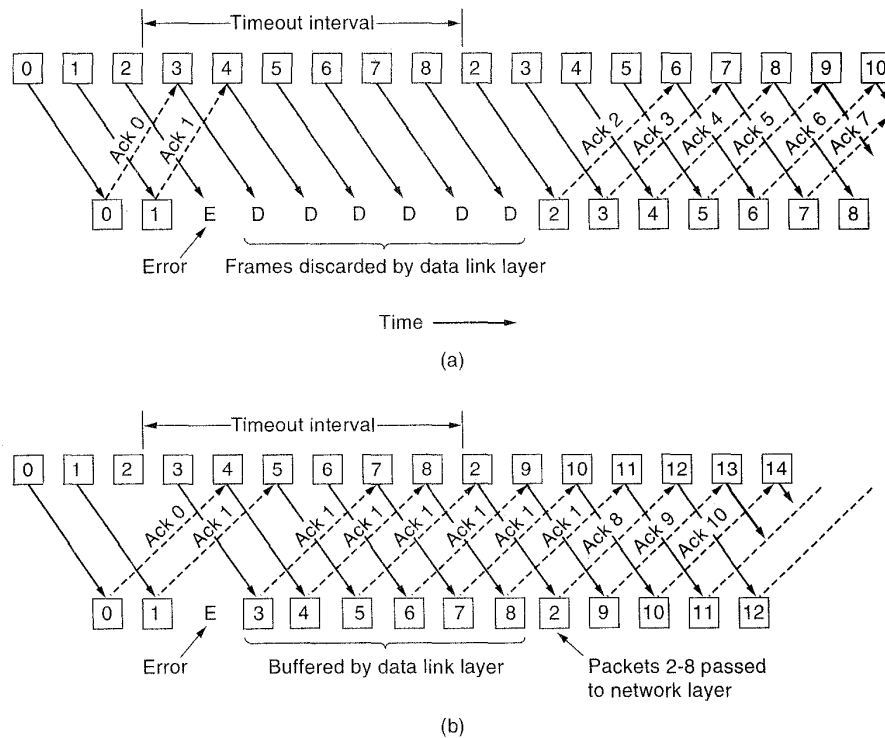 Timeout interval
0 1 2 3 4 5 6 7 8 2 3 4 5 6 7 8 9 10
Ack 0 Ack 1 Ack 2 Ack 3 Ack 4 Ack 5 Ack 6 Ack 7
0 1 E D D D D D D 2 3 4 5 6 7 8
Error
Frames discarded by data link layer
Time
(a)
Timeout interval
0 1 2 3 4 5 6 7 8 2 9 10 11 12 13 14
Ack 0 Ack 1 Ack 1 Ack 1 Ack 1 Ack 1 Ack 1 Ack 8 Ack 9 Ack 10
0 1 E 3 4 5 6 7 8 2 9 10 11 12
Error
Buffered by data link layer
Packets 2-8 passed
to network layer
(b)